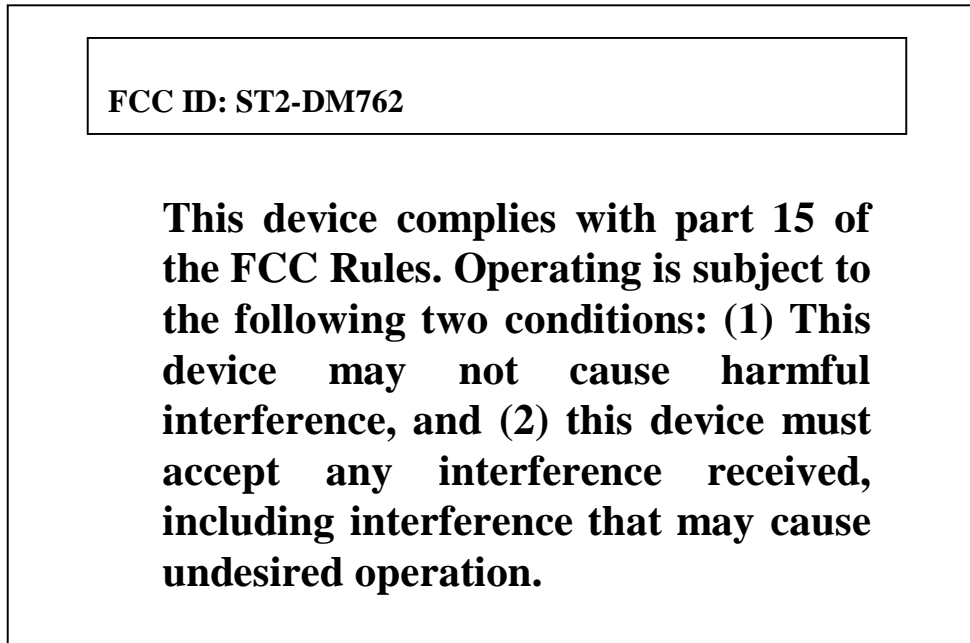 FCC ID: ST2-DM762
This device complies with part 15 of
the FCC Rules. Operating is subject to
the following two conditions: (1) This
device may not cause harmful
interference, and (2) this device must
accept any interference received,
including interference that may cause
undesired operation.